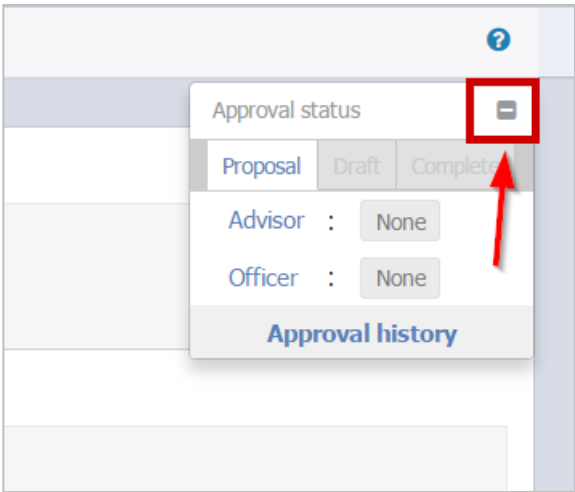 ?
Approval status
Proposal Draft Complete
Advisor : None
Officer : None
Approval history